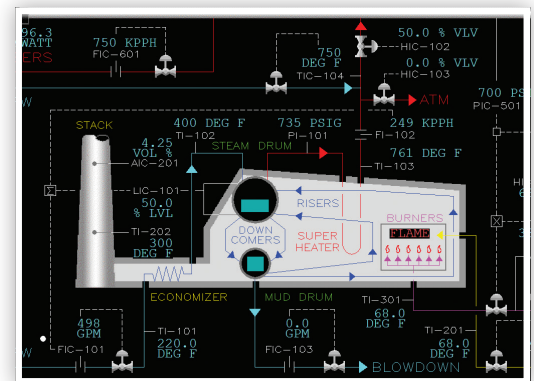 96.3
WATT
ERS
750 KPPH
FIC-601
50.0 % VLV
HIC-102
0.0 % VLV
HIC-103
750
DEG F
TIC-104
ATM
700 PSI
PIC-501
STACK
400 DEG F
TI-102
735 PSIG
PI-101
249 KPPH
FI-102
STEAM DRUM
4.25
VOL %
AIC-201
761 DEG F
TI-103
LIC-101
50.0
% LVL
TI-202
300
DEG F
RISERS
DOWN
COMERS
SUPER
HEATER
BURNERS
FLAME
ECONOMIZER
MUD DRUM
TI-301
68.0
DEG F
498
GPM
FIC-101
TI-101
220.0
DEG F
0.0
GPM
FIC-103
BLOWDOWN
TI-201
68.0
DEG F